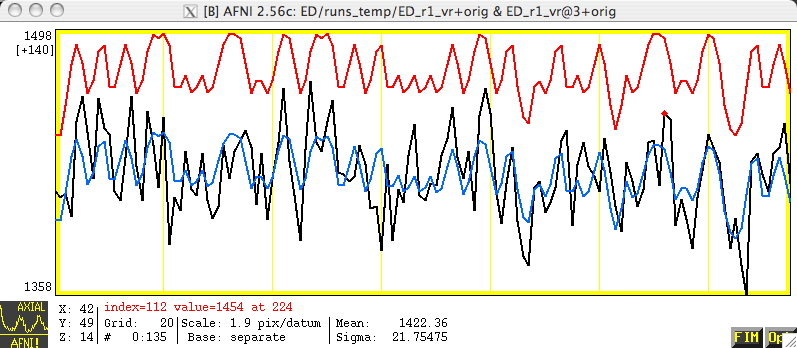 [B] AFNI 2.56c: ED/runs_temp/ED_r1_vr+orig & ED_r1_vr@3+orig
1498
[+140]
1358
AXIAL
AFNI!
X: 42 index=112 value=1454 at 224
Y: 49 Grid: 20 Scale: 1.9 pix/datum Mean: 1422.36
Z: 14 # 0:135 Base: separate Sigma: 21.75475
FIM